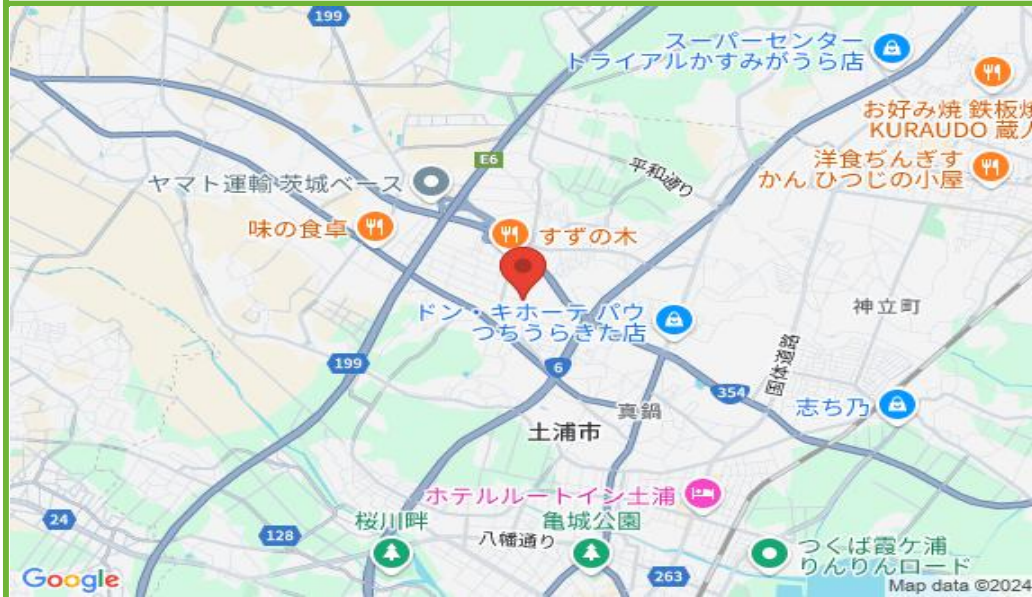 199
スーパーセンター
トライアルかすみがうら店
お好み焼 鉄板焼
KURAUDO 蔵人
E6
平和通り
洋食ぢんぎす
かん ひつじの小屋
ヤマト運輸 茨城ベース
味の食卓
すずの木
ドン・キホーテ パウ
つちうらきた店
神立町
国体道路
199
6
354
真鍋
志ち乃
土浦市
ホテルルートイン土浦
24
128
桜川畔
八幡通り
亀城公園
つくば霞ケ浦
りんりんロード
263
Google
Map data ©2024